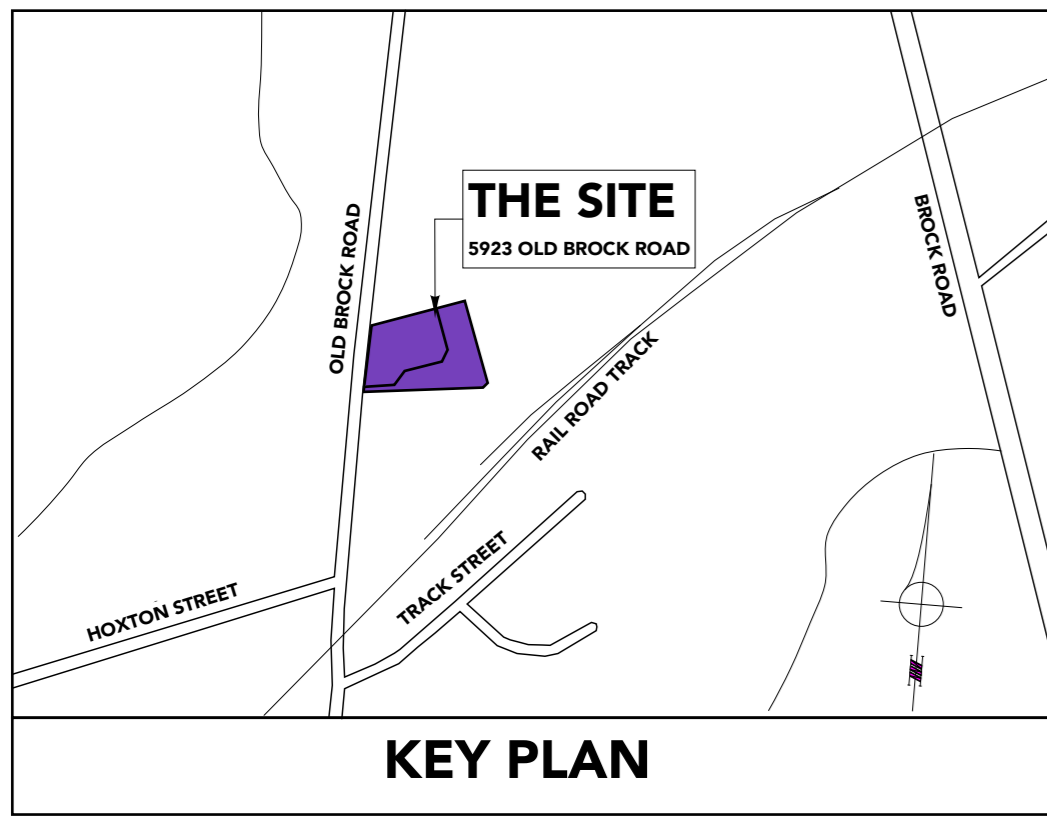 THE SITE
5923 OLD BROCK ROAD
OLD BROCK ROAD
BROCK ROAD
RAIL ROAD TRACK
TRACK STREET
HOXTON STREET
KEY PLAN